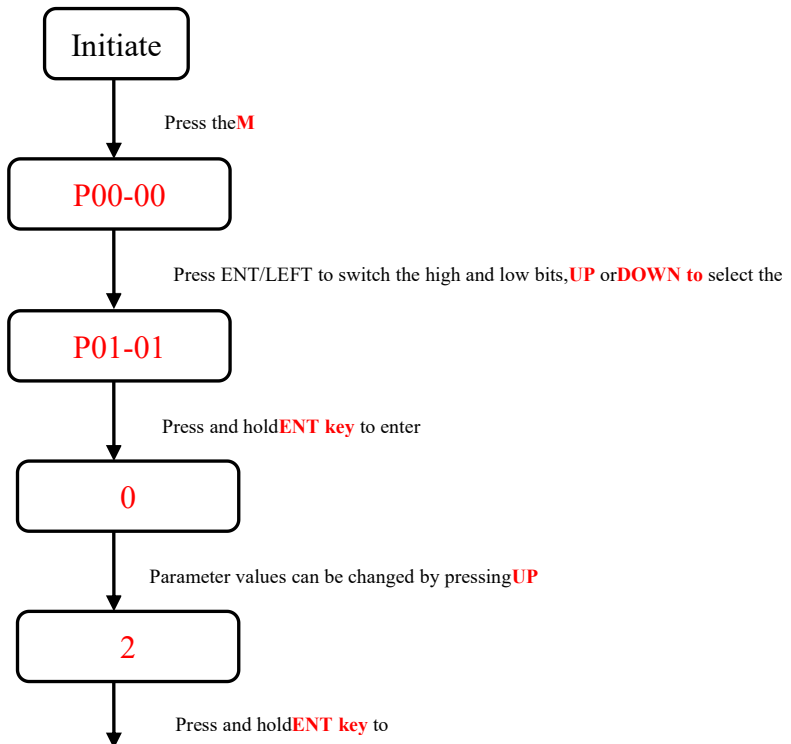 Initiate
Press theM
P00-00
Press ENT/LEFT to switch the high and low bits,UP orDOWN to select the
P01-01
Press and holdENT key to enter
0
Parameter values can be changed by pressingUP
2
Press and holdENT key to